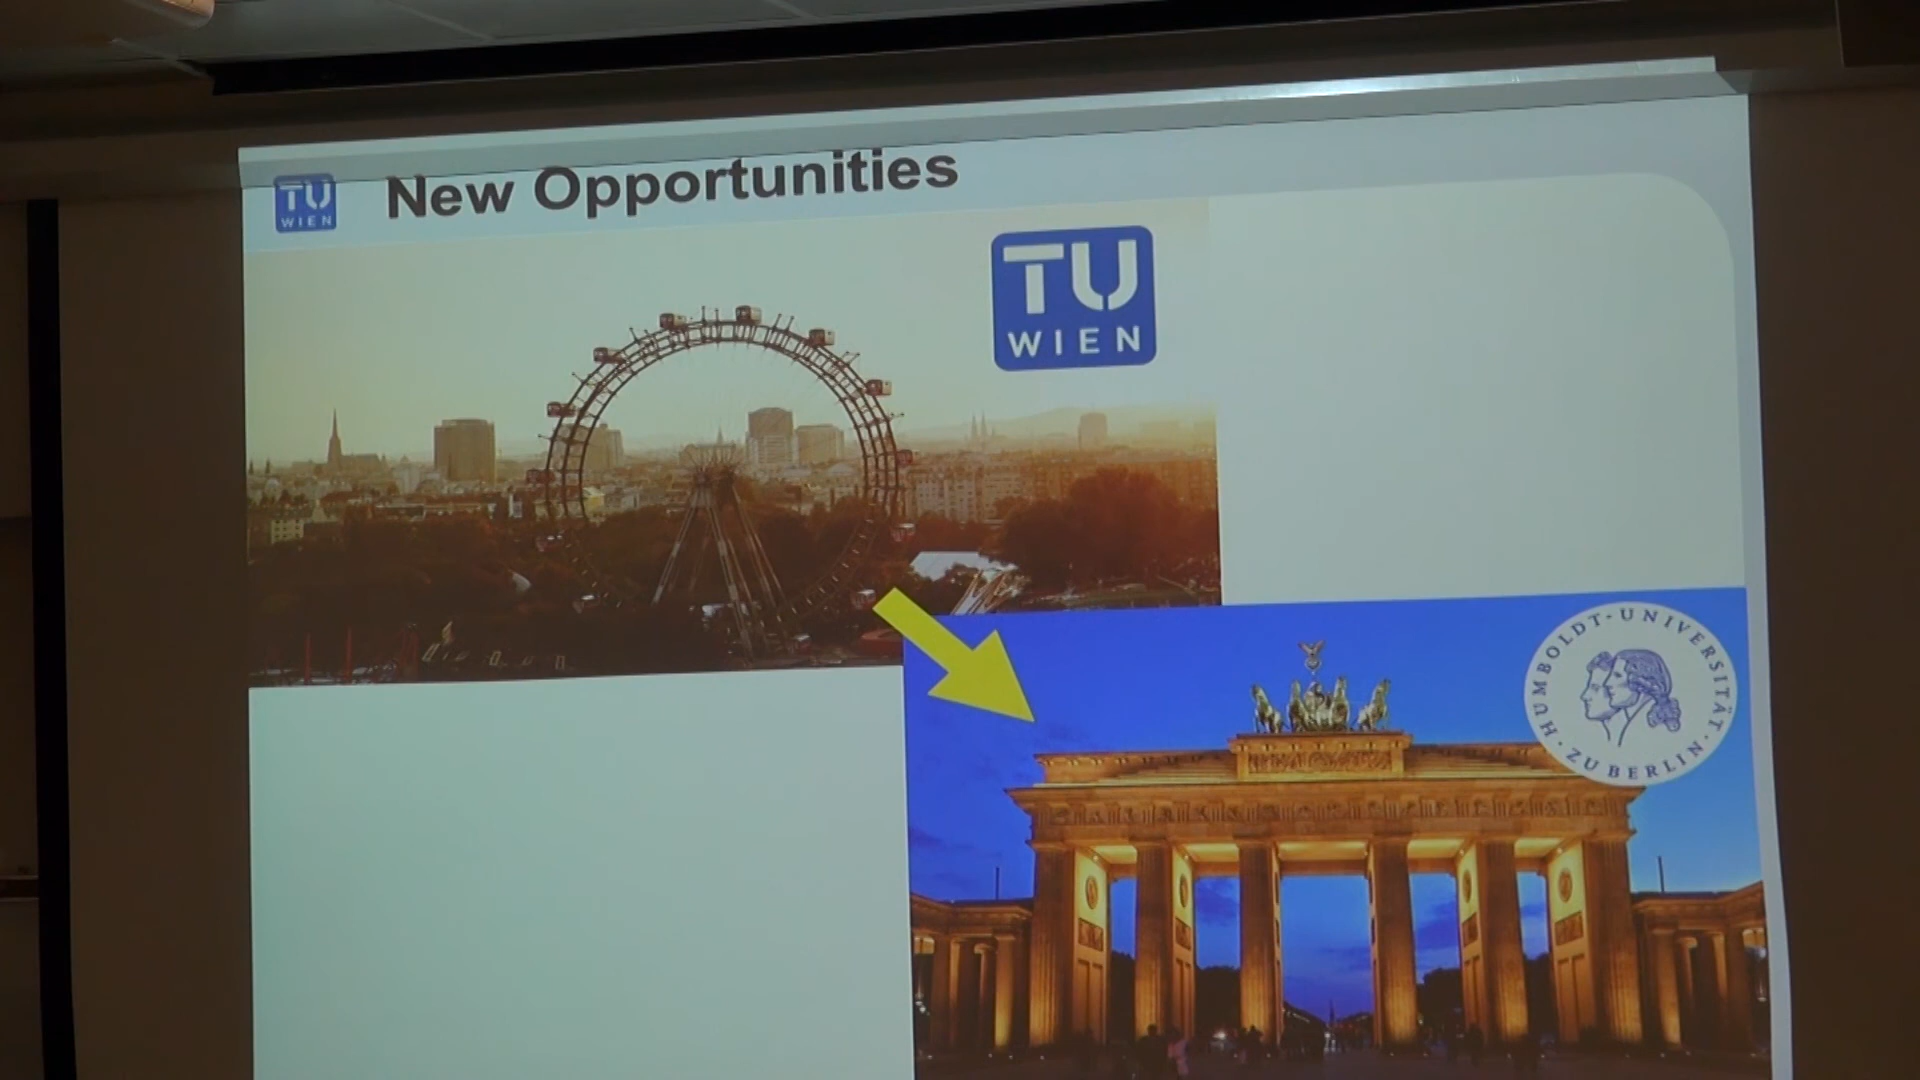 TU
WIEN
New Opportunities
TU
WIEN
HUMBOLDT-UNIVERSITÄT
· ZU BERLIN ·